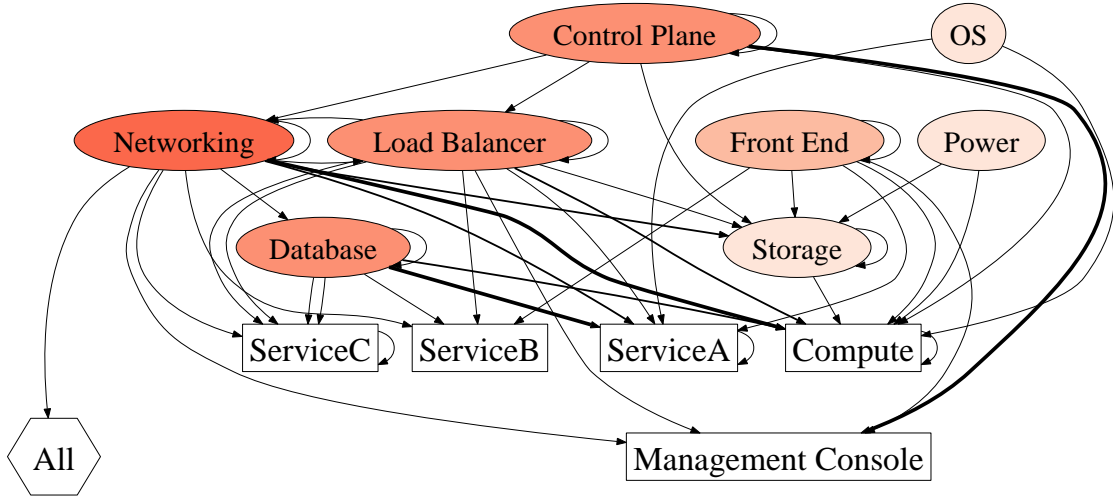 Control Plane
OS
Networking
Load Balancer
Front End
Power
Database
Storage
ServiceC
ServiceB
ServiceA
Compute
All
Management Console